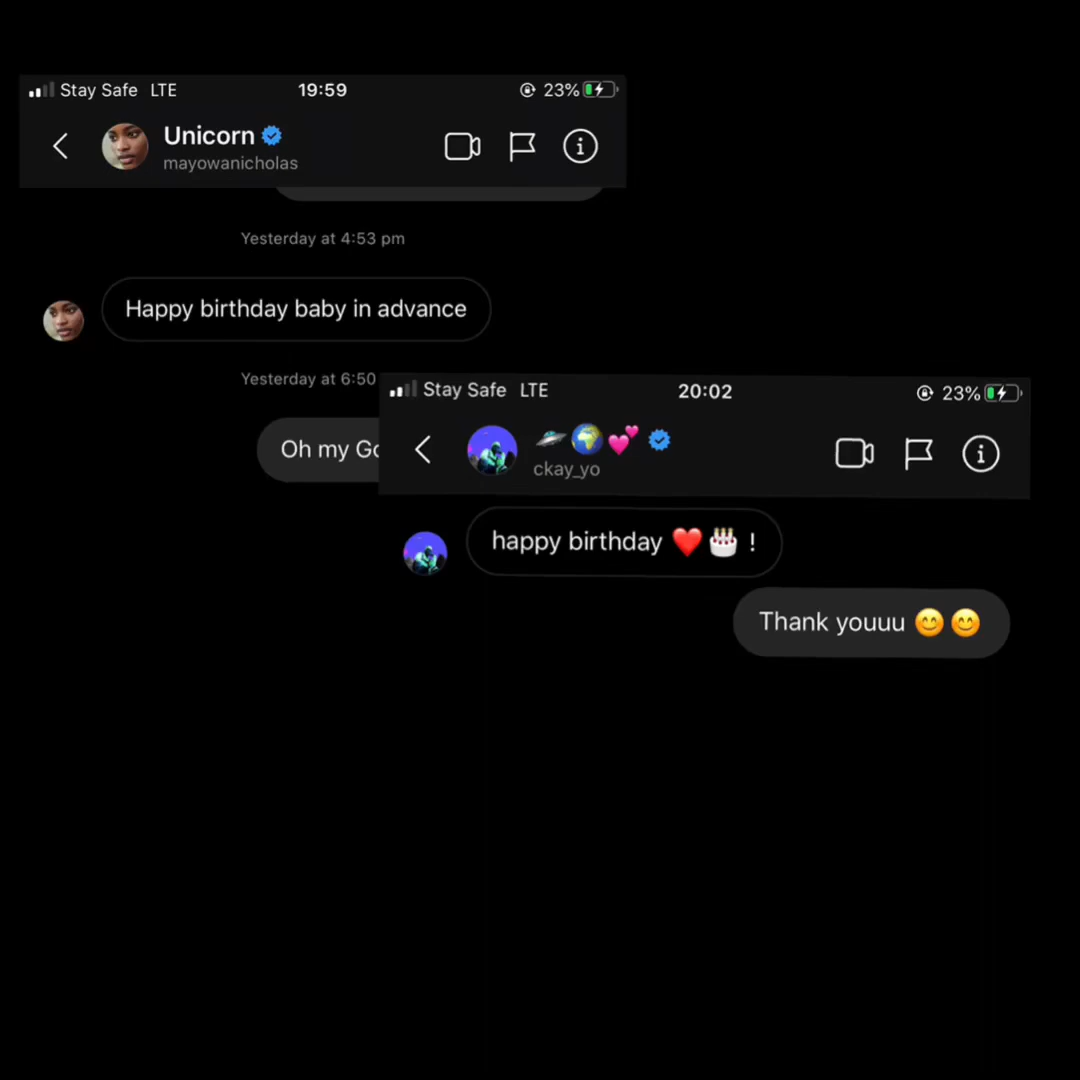 Stay Safe LTE 19:59 23%
Unicorn
mayowanicholas
Yesterday at 4:53 pm
Happy birthday baby in advance
Yesterday at 6:50
Oh my
Stay Safe LTE 20:02 23%
🛸🌍💕
ckay_yo
happy birthday ❤️🎂 !
Thank youuu 😊😊